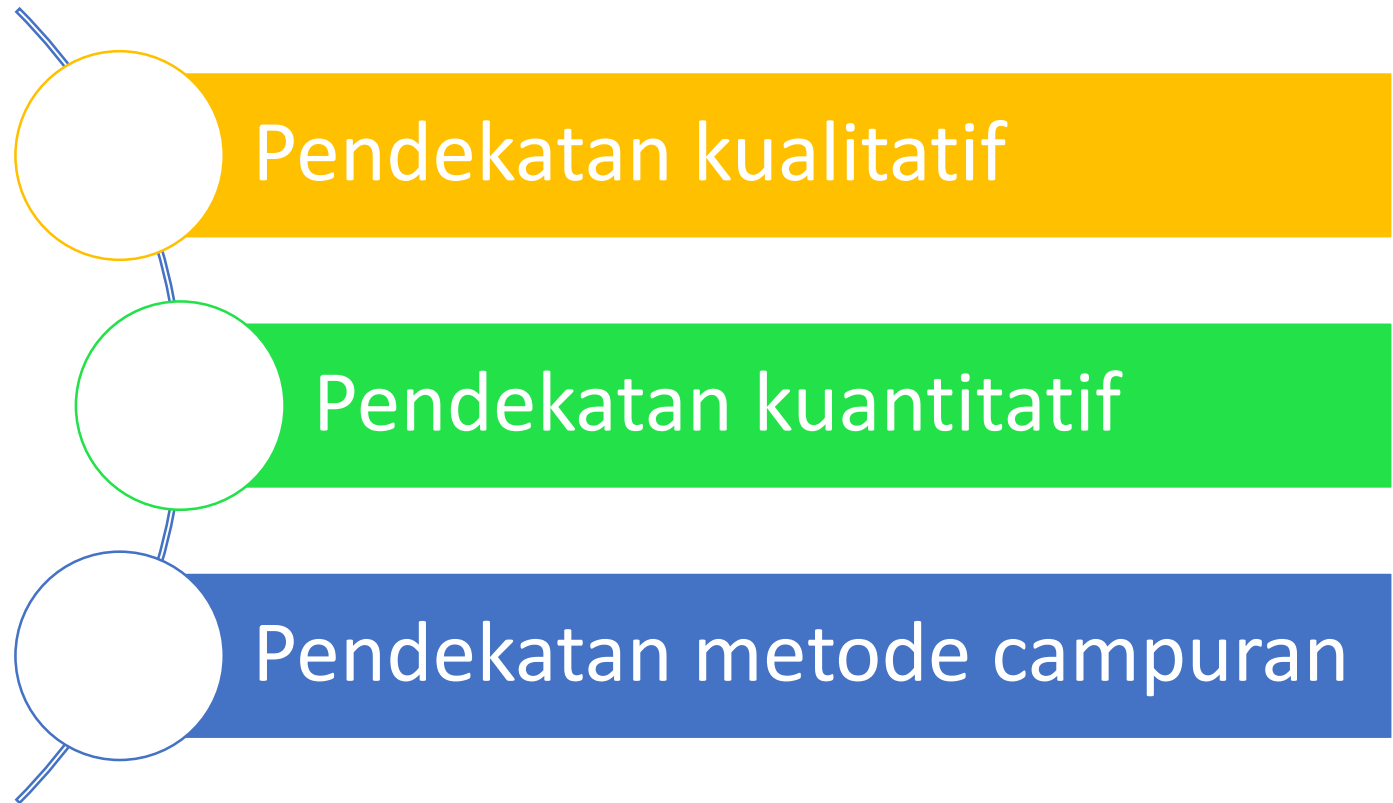 Pendekatan kualitatif
Pendekatan kuantitatif
Pendekatan metode campuran